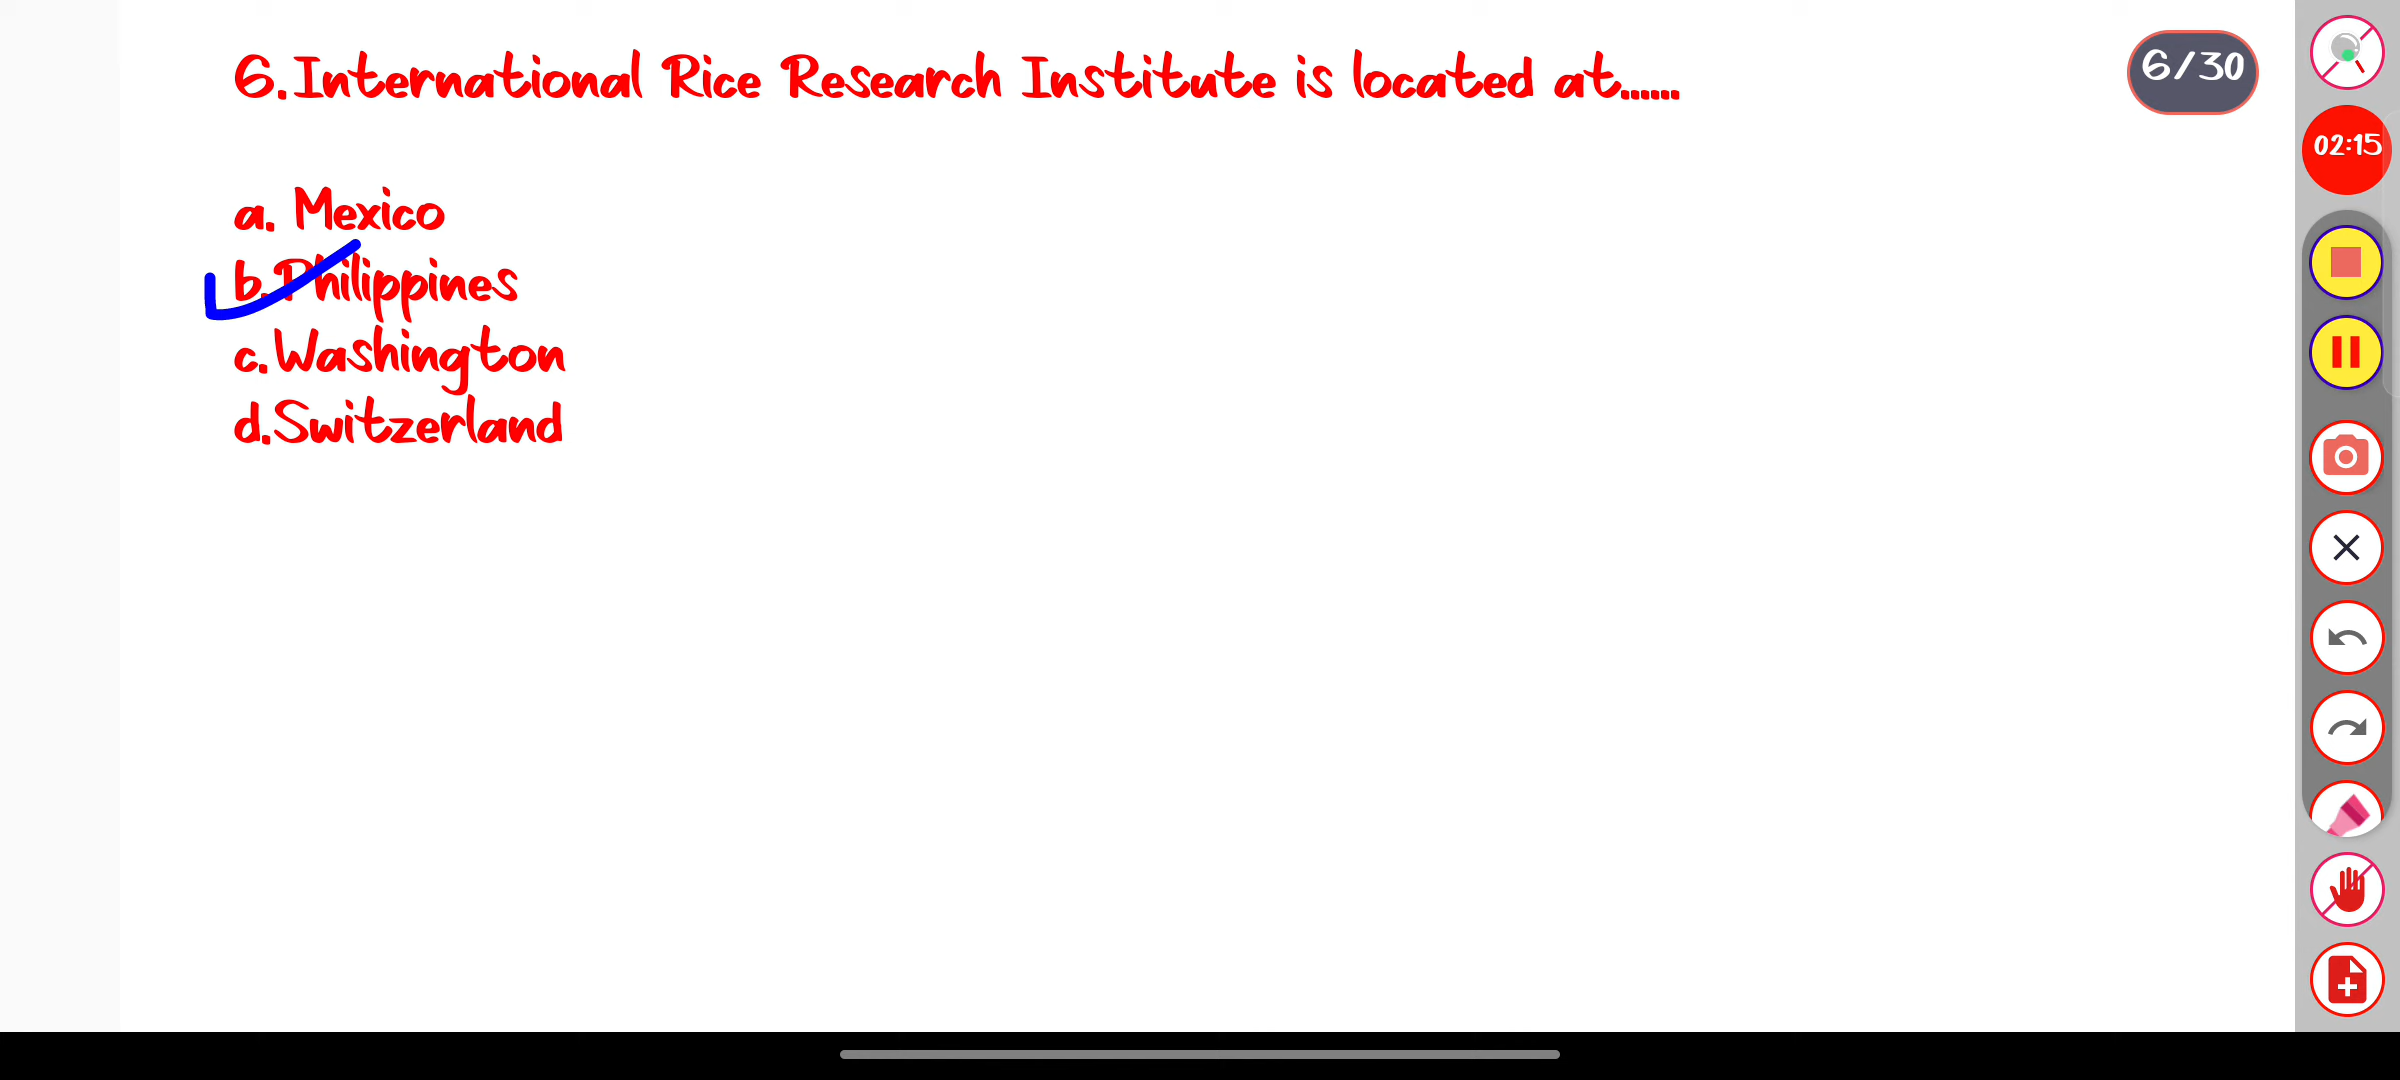 6.International Rice Research Institute is located at......
6/30
02:15
a. Mexico
b.Philippines
c.Washington
d.Switzerland